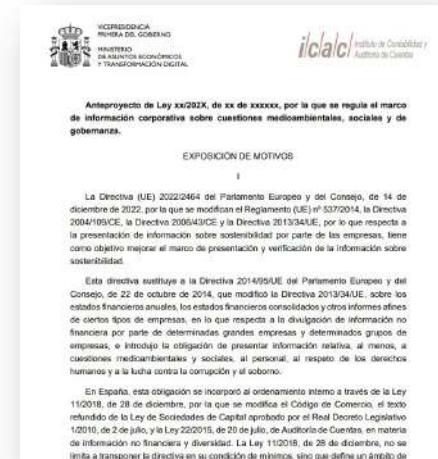 VICEPRESIDENCIA
PRIMERA DEL GOBIERNO
MINISTERIO
DE ASUNTOS ECONÓMICOS
Y TRANSFORMACIÓN DIGITAL
i|c|a|c| Instituto de Contabilidad y
Auditoría de Cuentas
Anteproyecto de Ley xx/202X, de xx de xxxxxx, por la que se regula el marco
de información corporativa sobre cuestiones medioambientales, sociales y de
gobernanza.
EXPOSICIÓN DE MOTIVOS
I
La Directiva (UE) 2022/2464 del Parlamento Europeo y del Consejo, de 14 de
diciembre de 2022, por la que se modifican el Reglamento (UE) nº 537/2014, la Directiva
2004/109/CE, la Directiva 2006/43/CE y la Directiva 2013/34/UE, por lo que respecta a
la presentación de información sobre sostenibilidad por parte de las empresas, tiene
como objetivo mejorar el marco de presentación y verificación de la información sobre
sostenibilidad.
Esta directiva sustituye a la Directiva 2014/95/UE del Parlamento Europeo y del
Consejo, de 22 de octubre de 2014, que modificó la Directiva 2013/34/UE, sobre los
estados financieros anuales, los estados financieros consolidados y otros informes afines
de ciertos tipos de empresas, en lo que respecta a la divulgación de información no
financiera por parte de determinadas grandes empresas y determinados grupos de
empresas, e introdujo la obligación de presentar información relativa, al menos, a
cuestiones medioambientales y sociales, al personal, al respeto de los derechos
humanos y a la lucha contra la corrupción y el soborno.
En España, esta obligación se incorporó al ordenamiento interno a través de la Ley
11/2018, de 28 de diciembre, por la que se modifica el Código de Comercio, el texto
refundido de la Ley de Sociedades de Capital aprobado por el Real Decreto Legislativo
1/2010, de 2 de julio, y la Ley 22/2015, de 20 de julio, de Auditoría de Cuentas, en materia
de información no financiera y diversidad. La Ley 11/2018, de 28 de diciembre, no se
limita a transponer la directiva en su condición de mínimos, sino que define un ámbito de